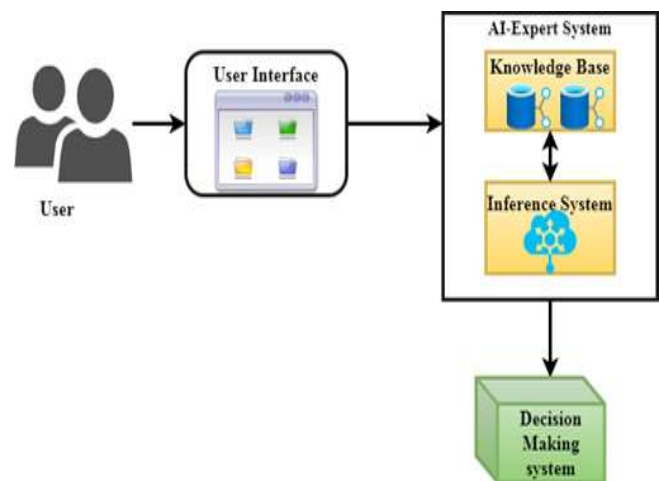 User
User Interface
AI-Expert System
Knowledge Base
Inference System
Decision
Making
system